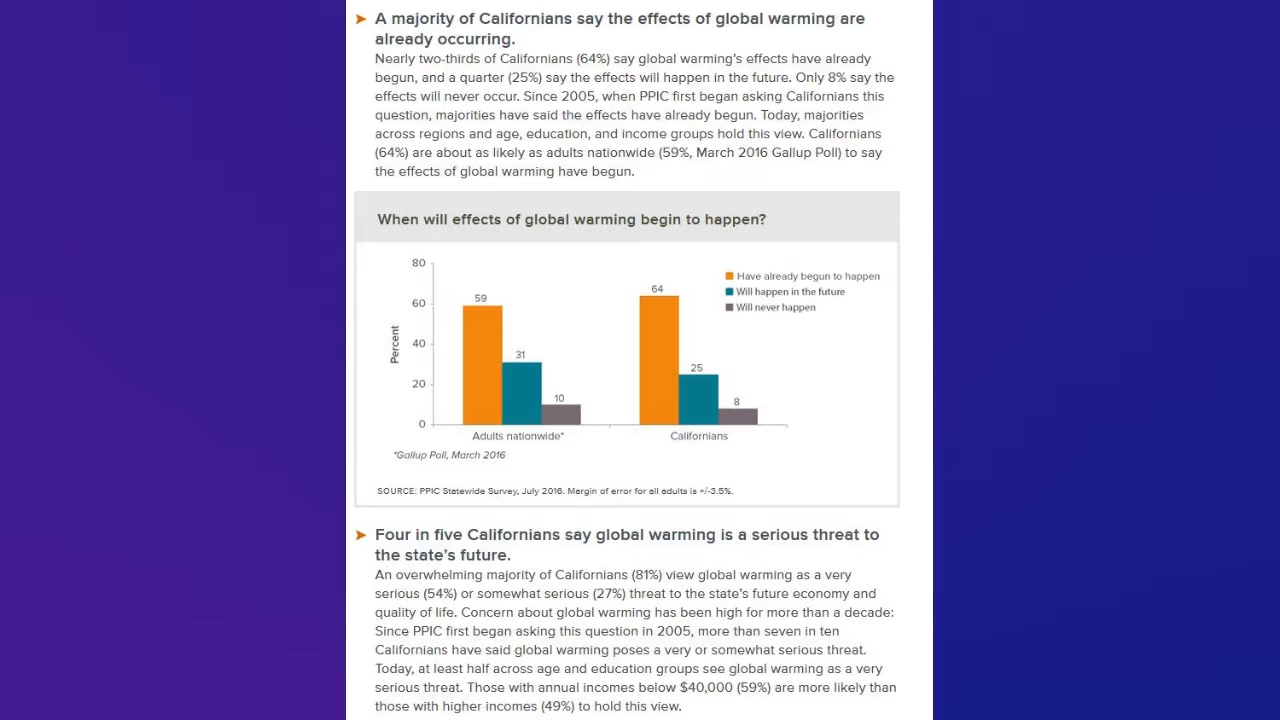 A majority of Californians say the effects of global warming are
already occurring.
Nearly two-thirds of Californians (64%) say global warming's effects have already
begun, and a quarter (25%) say the effects will happen in the future. Only 8% say the
effects will never occur. Since 2005, when PPIC first began asking Californians this
question, majorities have said the effects have already begun. Today, majorities
across regions and age, education, and income groups hold this view. Californians
(64%) are about as likely as adults nationwide (59%, March 2016 Gallup Poll) to say
the effects of global warming have begun.
When will effects of global warming begin to happen?
Percent
80
60
40
20
0
59
31
10
64
25
8
Have already begun to happen
Will happen in the future
Will never happen
Adults nationwide*
Californians
*Gallup Poll, March 2016
SOURCE: PPIC Statewide Survey, July 2016. Margin of error for all adults is +/-3.5%.
Four in five Californians say global warming is a serious threat to
the state's future.
An overwhelming majority of Californians (81%) view global warming as a very
serious (54%) or somewhat serious (27%) threat to the state's future economy and
quality of life. Concern about global warming has been high for more than a decade:
Since PPIC first began asking this question in 2005, more than seven in ten
Californians have said global warming poses a very or somewhat serious threat.
Today, at least half across age and education groups see global warming as a very
serious threat. Those with annual incomes below $40,000 (59%) are more likely than
those with higher incomes (49%) to hold this view.